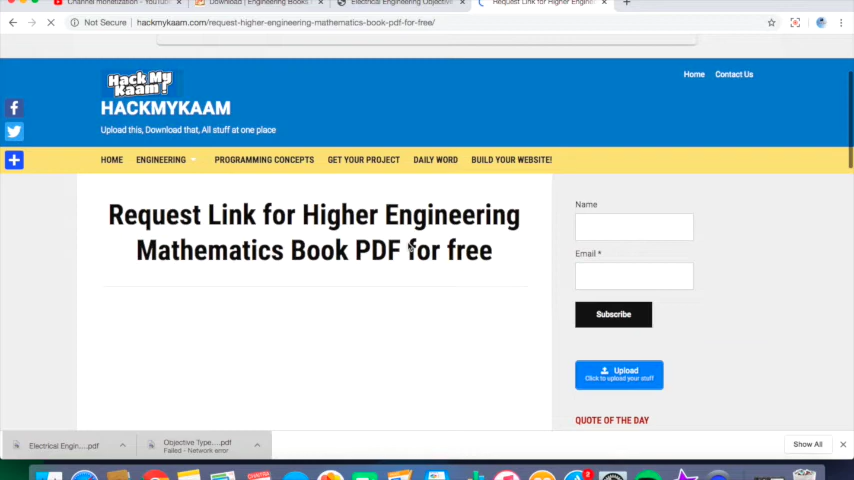 Channel monetization - YouTu
Download | Engineering Books
Electrical Engineering Objective
Request Link for Higher Engine
Not Secure | hackmykaam.com/request-higher-engineering-mathematics-book-pdf-for-free/
Hack My Kaam!
Home Contact Us
HACKMYKAAM
Upload this, Download that, All stuff at one place
HOME ENGINEERING PROGRAMMING CONCEPTS GET YOUR PROJECT DAILY WORD BUILD YOUR WEBSITE!
Request Link for Higher Engineering
Mathematics Book PDF for free
Name
Email *
Subscribe
Upload
Click to upload your stuff
QUOTE OF THE DAY
Electrical Engin....pdf
Objective Type....pdf
Failed - Network error
Show All
2